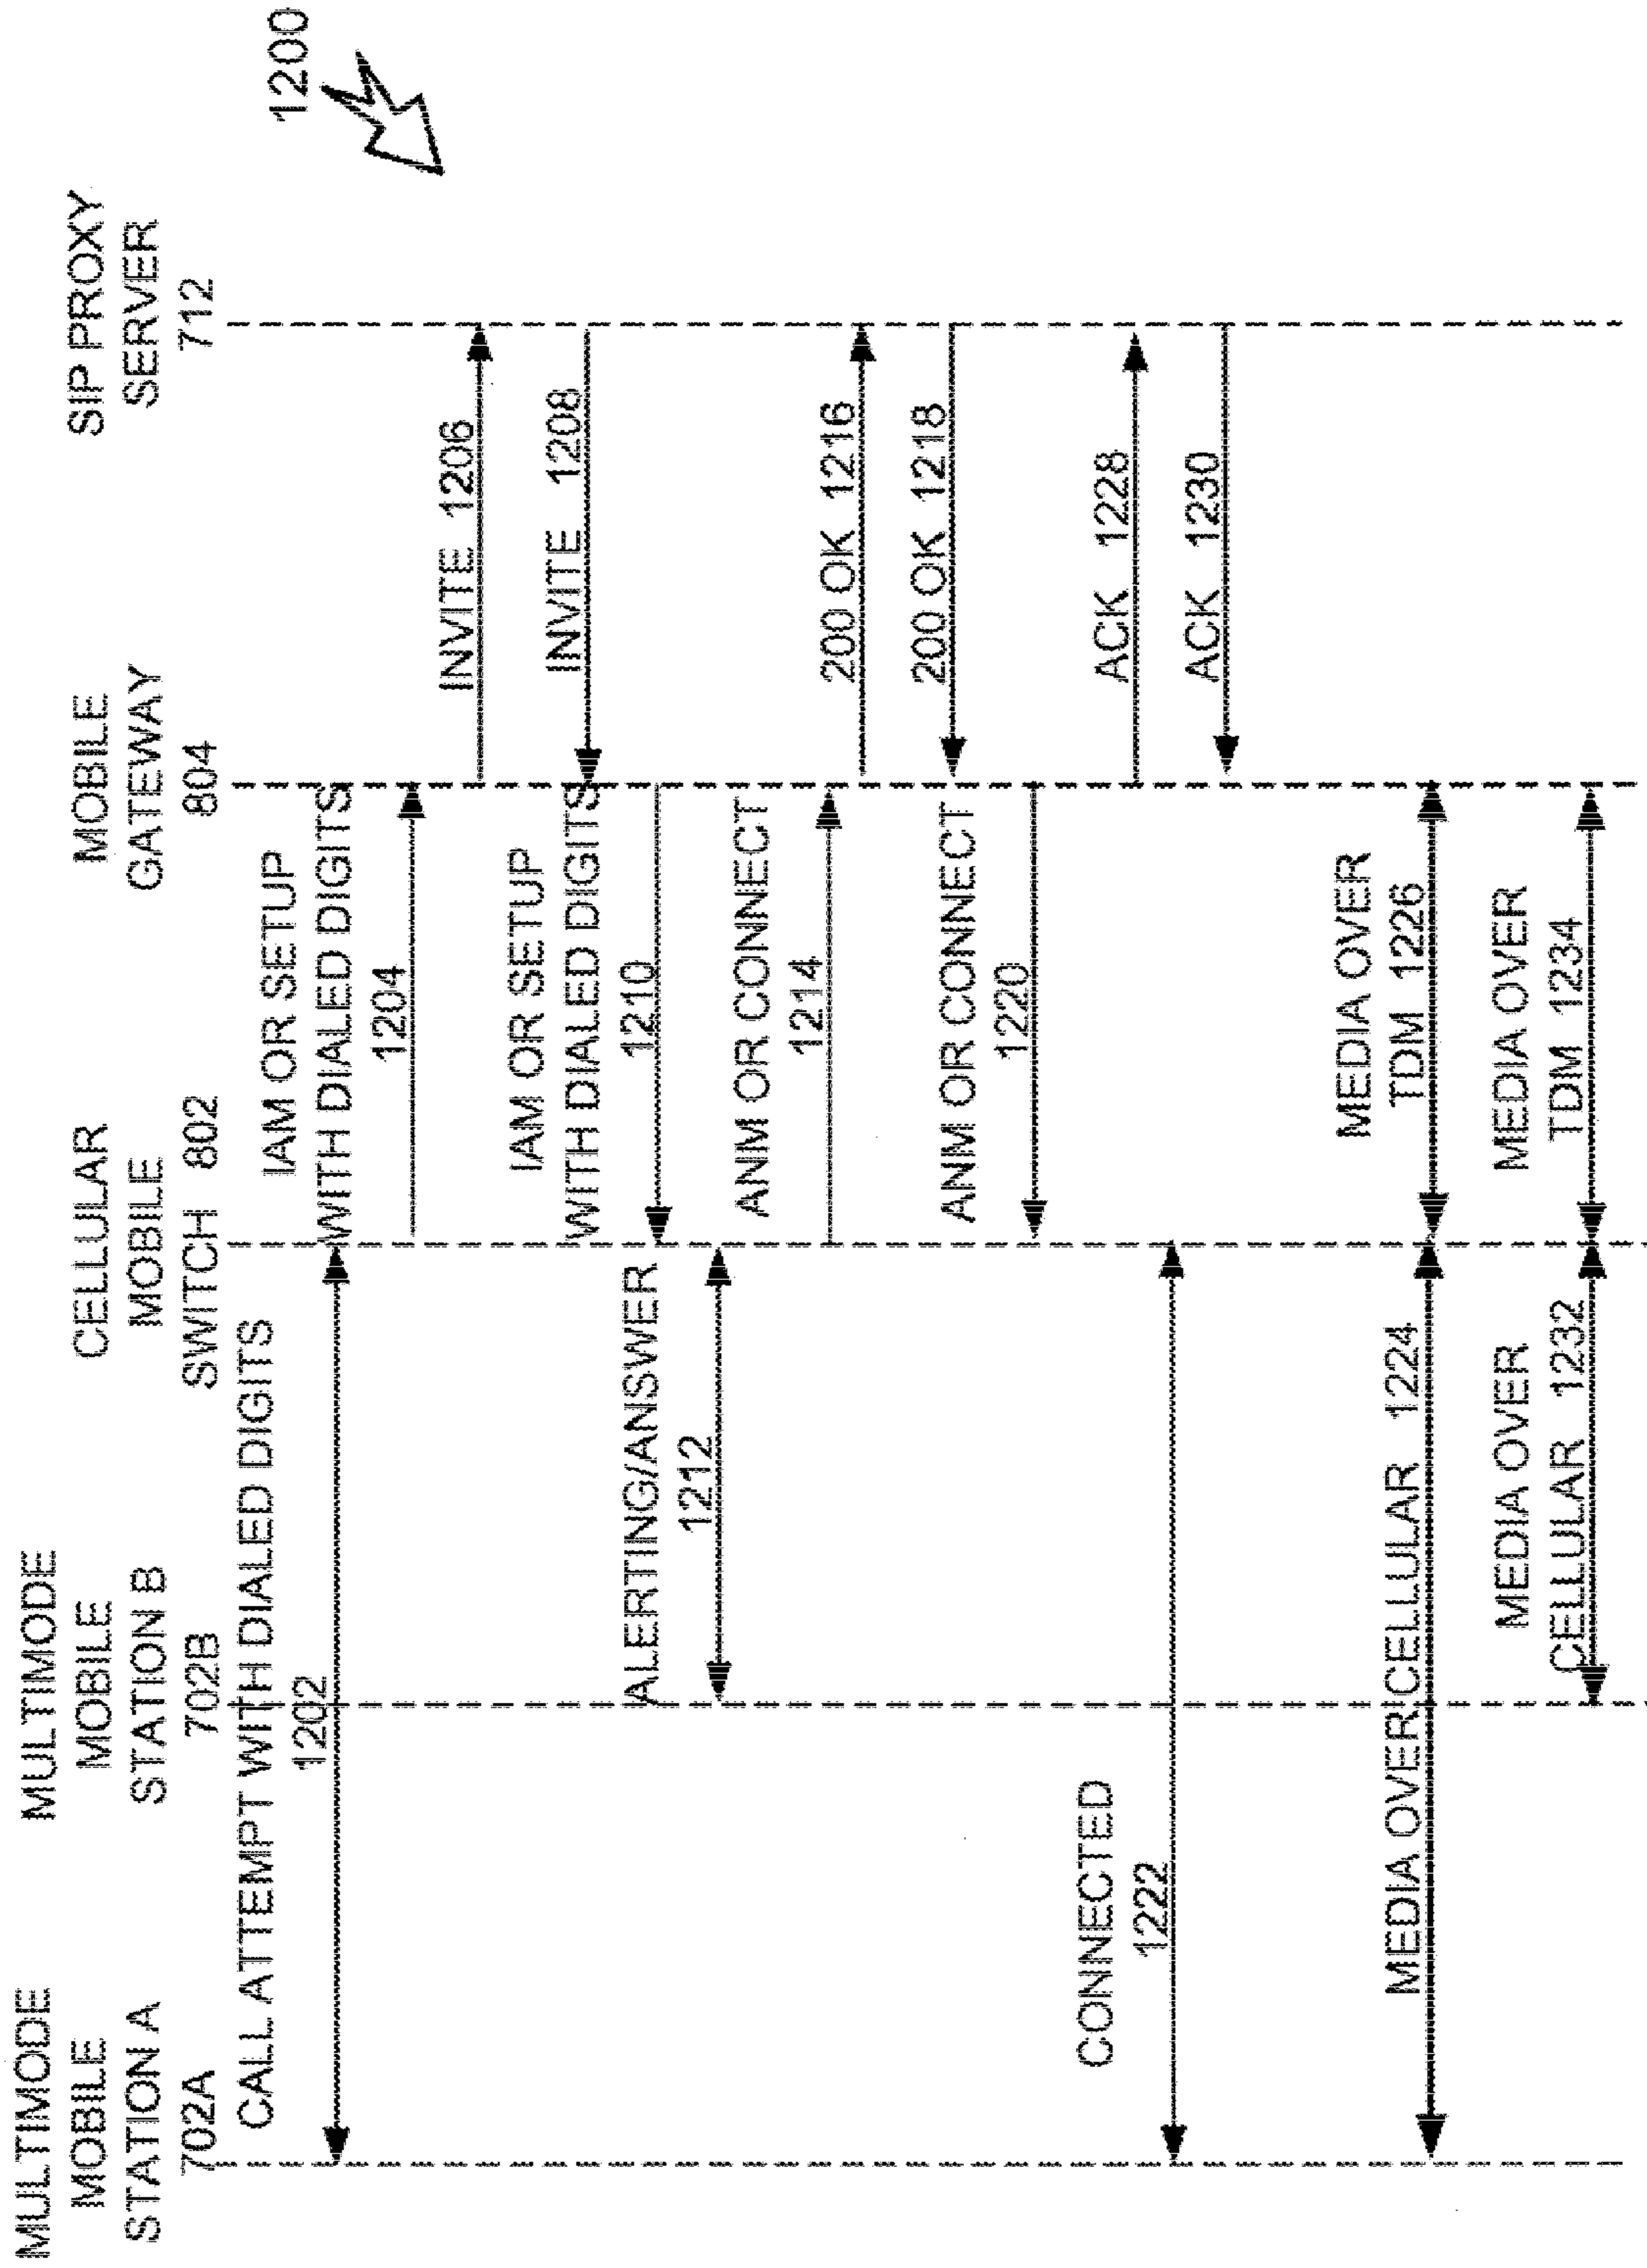 1200
MULTIMODE
MOBILE
STATION A
702A
MULTIMODE
MOBILE
STATION B
702B
CELLULAR
MOBILE
SWITCH 802
MOBILE
GATEWAY
804
SIP PROXY
SERVER
712
CALL ATTEMPT WITH DIALED DIGITS
1202
IAM OR SETUP
WITH DIALED DIGITS
1204
INVITE 1206
INVITE 1208
IAM OR SETUP
WITH DIALED DIGITS
1210
ALERTING/ANSWER
1212
ANM OR CONNECT
1214
200 OK 1216
200 OK 1218
ANM OR CONNECT
1220
CONNECTED
1222
ACK 1228
ACK 1230
MEDIA OVER CELLULAR 1224
MEDIA OVER
TDM 1226
MEDIA OVER
CELLULAR 1232
MEDIA OVER
TDM 1234